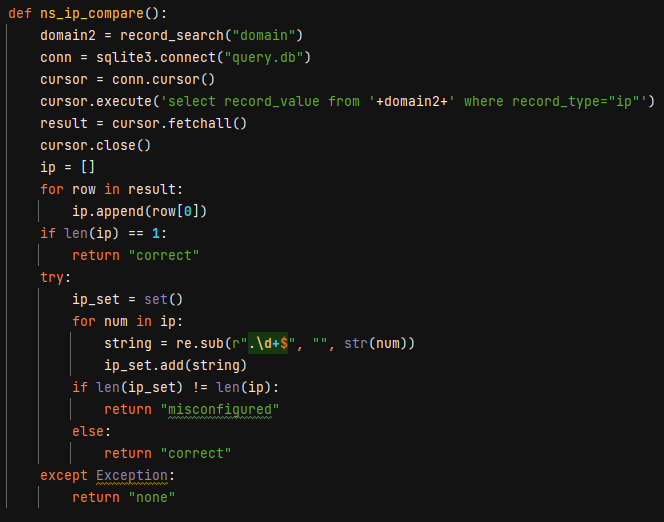 def ns_ip_compare():
    domain2 = record_search("domain")
    conn = sqlite3.connect("query.db")
    cursor = conn.cursor()
    cursor.execute('select record_value from '+domain2+' where record_type="ip"')
    result = cursor.fetchall()
    cursor.close()
    ip = []
    for row in result:
        ip.append(row[0])
    if len(ip) == 1:
        return "correct"
    try:
        ip_set = set()
        for num in ip:
            string = re.sub(r".\d+$", "", str(num))
            ip_set.add(string)
        if len(ip_set) != len(ip):
            return "misconfigured"
        else:
            return "correct"
    except Exception:
        return "none"